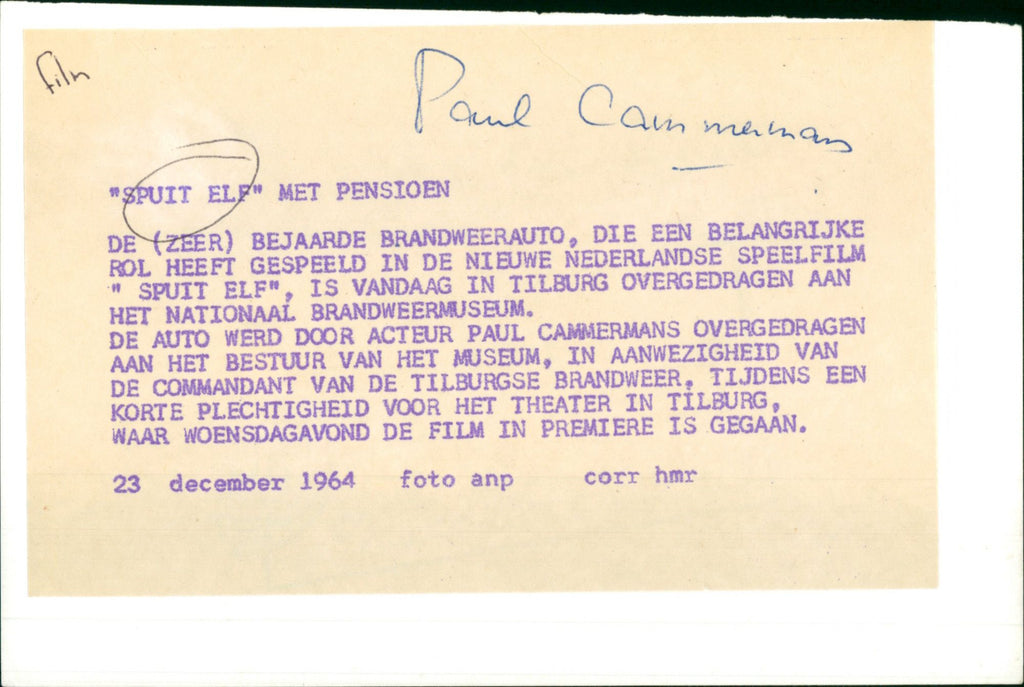 film
Paul Cammermans
"SPUIT ELF" MET PENSIOEN
DE (ZEER) BEJAARDE BRANDWEERAUTO, DIE EEN BELANGRIJKE
ROL HEEFT GESPEELD IN DE NIEUWE NEDERLANDSE SPEELFILM
" SPUIT ELF", IS VANDAAG IN TILBURG OVERGEDRAGEN AAN
HET NATIONAAL BRANDWEERMUSEUM.
DE AUTO WERD DOOR ACTEUR PAUL CAMMERMANS OVERGEDRAGEN
AAN HET BESTUUR VAN HET MUSEUM, IN AANWEZIGHEID VAN
DE COMMANDANT VAN DE TILBURGSE BRANDWEER, TIJDENS EEN
KORTE PLECHTIGHEID VOOR HET THEATER IN TILBURG,
WAAR WOENSDAGAVOND DE FILM IN PREMIERE IS GEGAAN.
23 december 1964 foto anp corr hmr